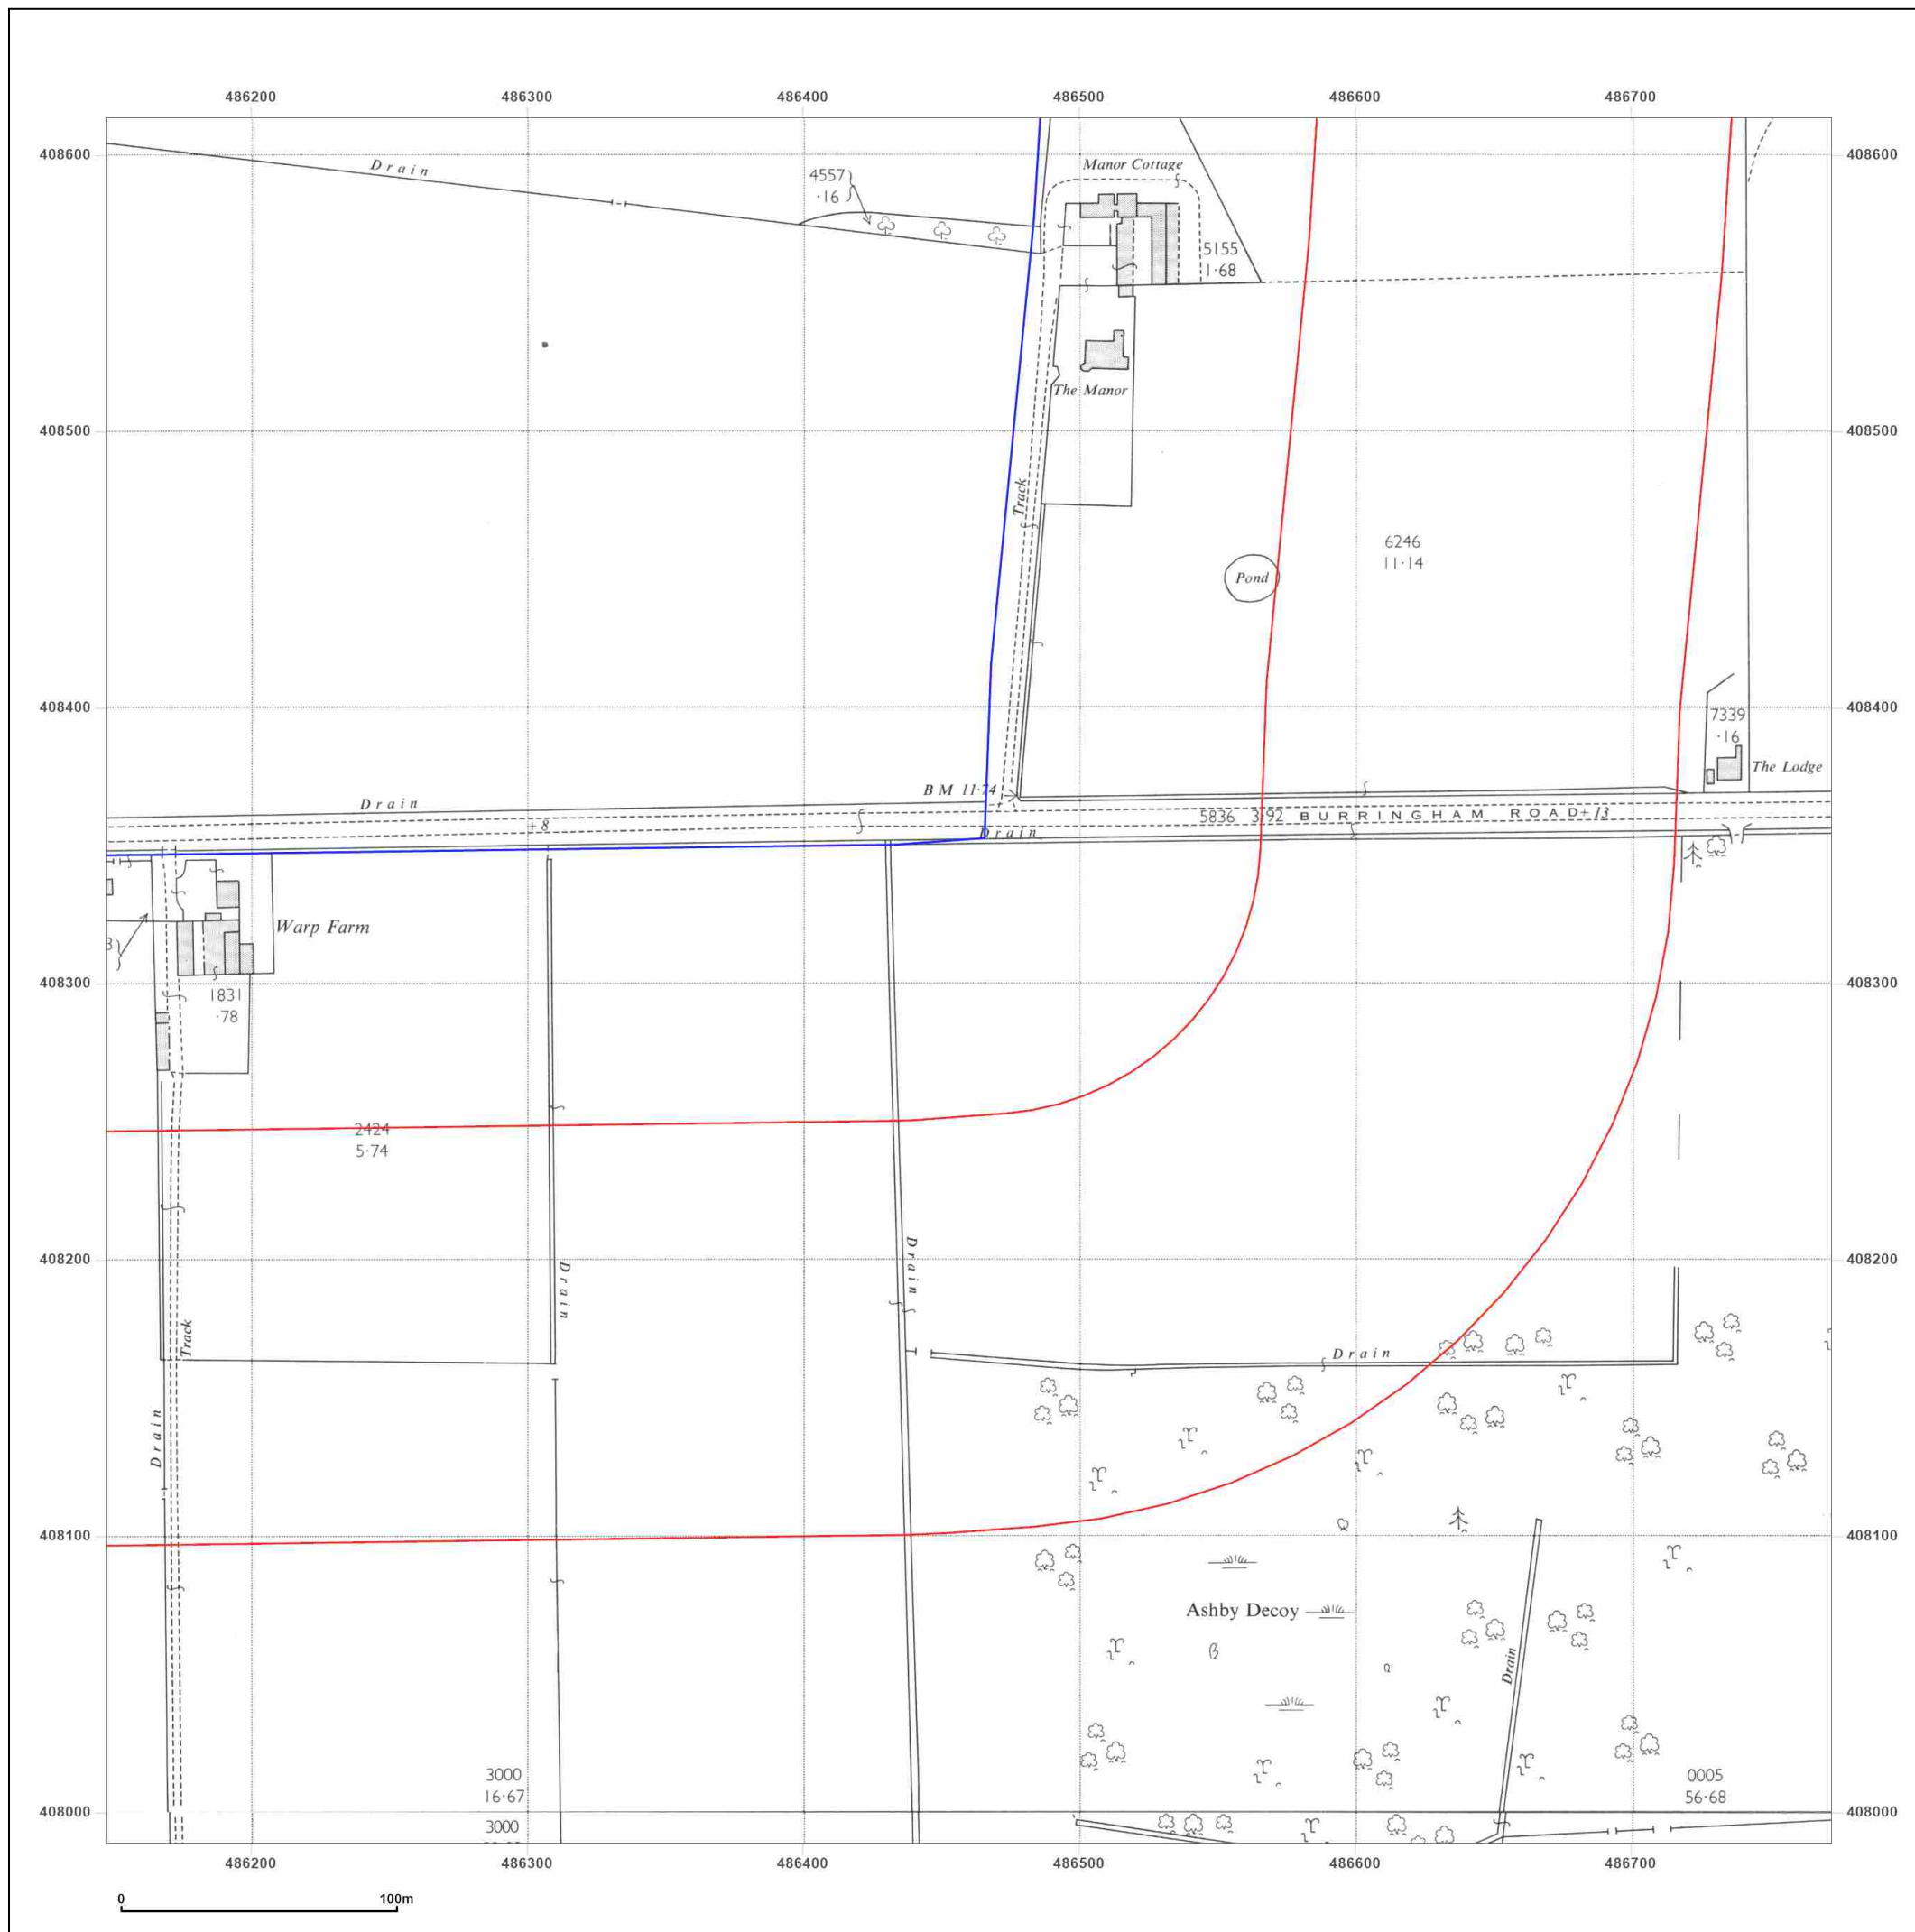 486200 486300 486400 486500 486600 486700
408600 408600
Drain
4557
·16
Manor Cottage
5155
1·68
The Manor
408500 408500
Track
6246
11·14
Pond
408400 408400
7339
·16
The Lodge
BM 11·74
Drain
+8
Drain
5836 3·92 BURRINGHAM ROAD +13
Warp Farm
3
408300 408300
1831
·78
2424
5·74
408200 408200
Drain
Drain
Track
Drain
Drain
408100 408100
Ashby Decoy
Drain
3000
16·67
0005
56·68
408000 408000
3000
486200 486300 486400 486500 486600 486700
0 100m